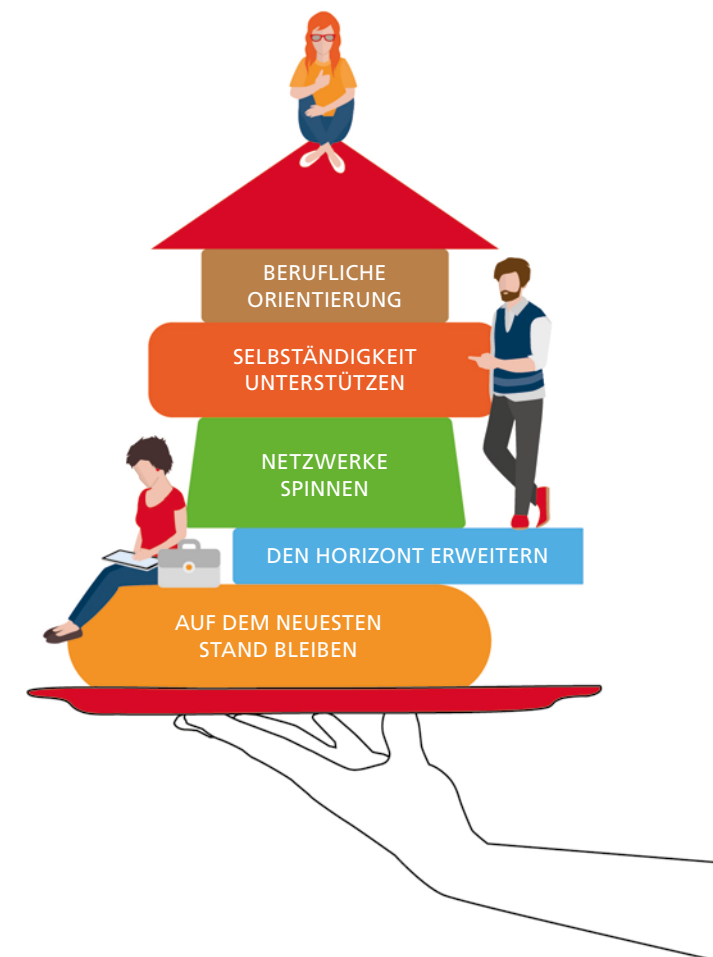 BERUFLICHE
ORIENTIERUNG
SELBSTÄNDIGKEIT
UNTERSTÜTZEN
NETZWERKE
SPINNEN
DEN HORIZONT ERWEITERN
AUF DEM NEUESTEN
STAND BLEIBEN